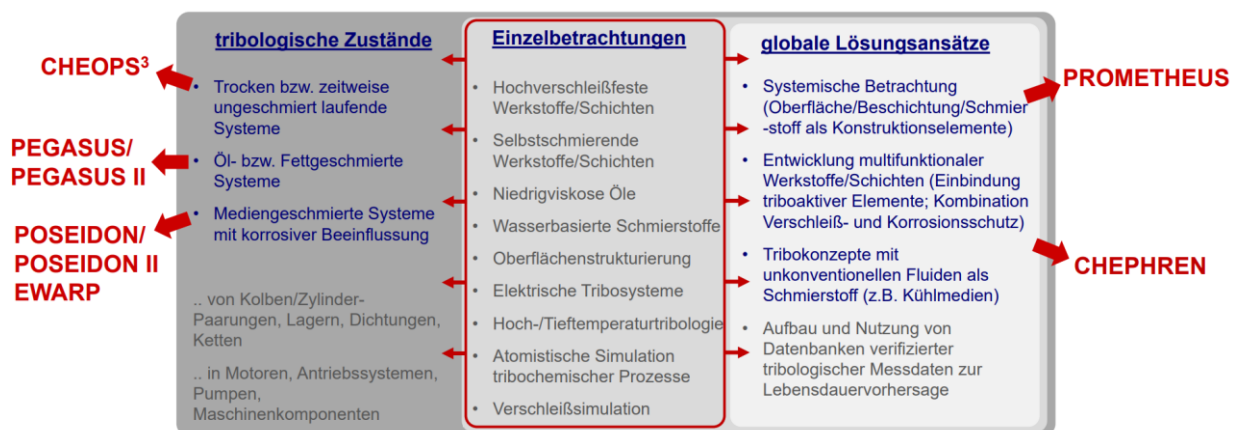 CHEOPS³
PEGASUS/
PEGASUS II
POSEIDON/
POSEIDON II
EWARP
tribologische Zustände
• Trocken bzw. zeitweise
ungeschmiert laufende
Systeme
• Öl- bzw. Fettgeschmierte
Systeme
• Mediengeschmierte Systeme
mit korrosiver Beeinflussung
.. von Kolben/Zylinder-
Paarungen, Lagern, Dichtungen,
Ketten
.. in Motoren, Antriebssystemen,
Pumpen,
Maschinenkomponenten
Einzelbetrachtungen
• Hochverschleißfeste
Werkstoffe/Schichten
• Selbstschmierende
Werkstoffe/Schichten
• Niedrigviskose Öle
• Wasserbasierte Schmierstoffe
• Oberflächenstrukturierung
• Elektrische Tribosysteme
• Hoch-/Tieftemperaturtribologie
• Atomistische Simulation
tribochemischer Prozesse
• Verschleißsimulation
globale Lösungsansätze
• Systemische Betrachtung
(Oberfläche/Beschichtung/Schmier
-stoff als Konstruktionselemente)
• Entwicklung multifunktionaler
Werkstoffe/Schichten (Einbindung
triboaktiver Elemente; Kombination
Verschleiß- und Korrosionsschutz)
• Tribokonzepte mit
unkonventionellen Fluiden als
Schmierstoff (z.B. Kühlmedien)
• Aufbau und Nutzung von
Datenbanken verifizierter
tribologischer Messdaten zur
Lebensdauervorhersage
PROMETHEUS
CHEPHREN